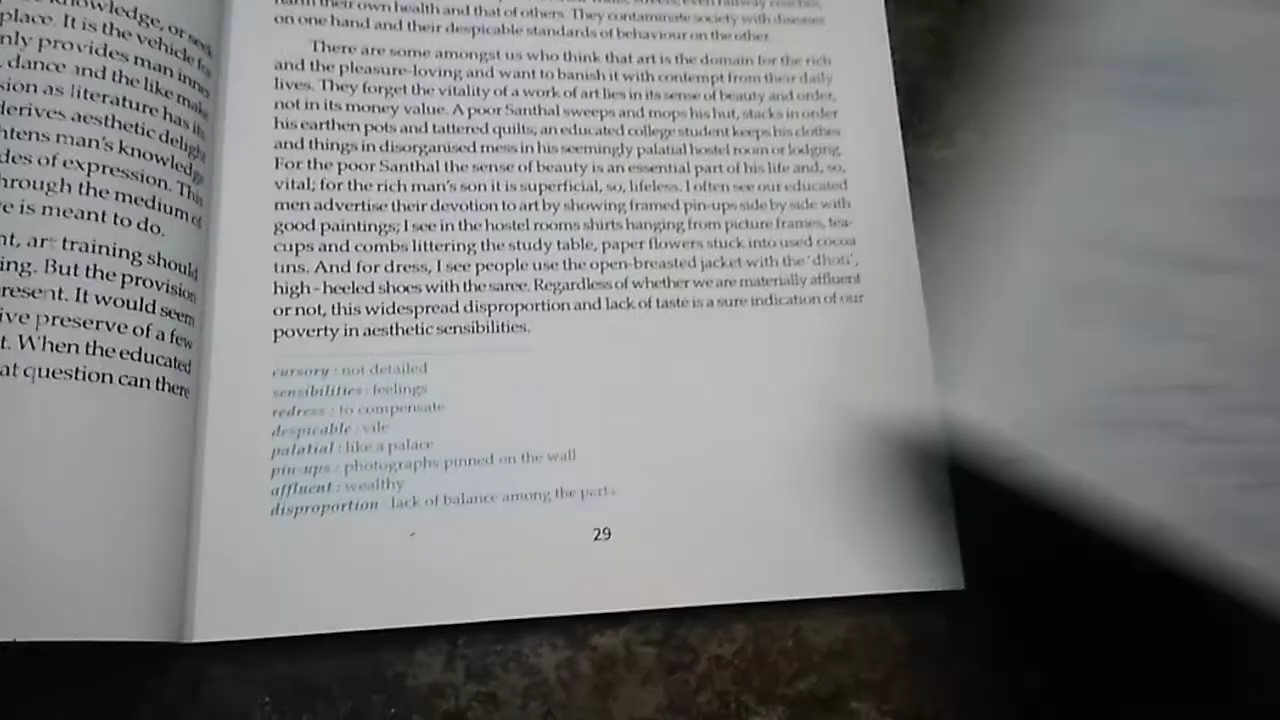 knowledge, or seek
place. It is the vehicle for
nly provides man inner
, dance and the like make
sion as literature has its
derives aesthetic delight
htens man's knowledge
des of expression. This
hrough the medium of
e is meant to do.
nt, art training should
ing. But the provision
resent. It would seem
ive preserve of a few
t. When the educated
at question can there
harm their own health and that of others. They contaminate society with diseases
on one hand and their despicable standards of behaviour on the other.
There are some amongst us who think that art is the domain for the rich
and the pleasure-loving and want to banish it with contempt from their daily
lives. They forget the vitality of a work of art lies in its sense of beauty and order,
not in its money value. A poor Santhal sweeps and mops his hut, stacks in order
his earthen pots and tattered quilts; an educated college student keeps his clothes
and things in disorganised mess in his seemingly palatial hostel room or lodging.
For the poor Santhal the sense of beauty is an essential part of his life and, so,
vital; for the rich man's son it is superficial, so, lifeless. I often see our educated
men advertise their devotion to art by showing framed pin-ups side by side with
good paintings; I see in the hostel rooms shirts hanging from picture frames, tea-
cups and combs littering the study table, paper flowers stuck into used cocoa
tins. And for dress, I see people use the open-breasted jacket with the 'dhoti',
high-heeled shoes with the saree. Regardless of whether we are materially affluent
or not, this widespread disproportion and lack of taste is a sure indication of our
poverty in aesthetic sensibilities.
cursory : not detailed
sensibilities : feelings
redress : to compensate
despicable : vile
palatial : like a palace
pin-ups : photographs pinned on the wall
affluent : wealthy
disproportion : lack of balance among the parts
29